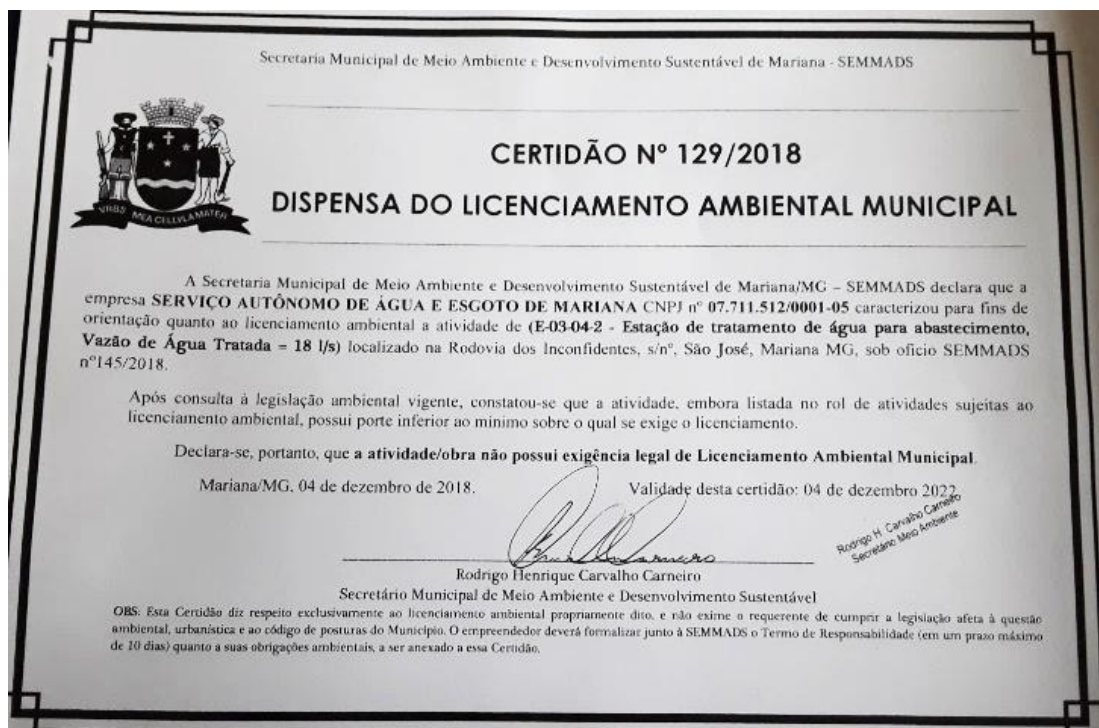 Secretaria Municipal de Meio Ambiente e Desenvolvimento Sustentável de Mariana - SEMMADS
CERTIDÃO Nº 129/2018
DISPENSA DO LICENCIAMENTO AMBIENTAL MUNICIPAL
VRBS MEA CELLVLA MATER
A Secretaria Municipal de Meio Ambiente e Desenvolvimento Sustentável de Mariana/MG – SEMMADS declara que a
empresa SERVIÇO AUTÔNOMO DE ÁGUA E ESGOTO DE MARIANA CNPJ nº 07.711.512/0001-05 caracterizou para fins de
orientação quanto ao licenciamento ambiental a atividade de (E-03-04-2 - Estação de tratamento de água para abastecimento,
Vazão de Água Tratada = 18 l/s) localizado na Rodovia dos Inconfidentes, s/nº, São José, Mariana MG, sob oficio SEMMADS
nº145/2018.
Após consulta à legislação ambiental vigente, constatou-se que a atividade, embora listada no rol de atividades sujeitas ao
licenciamento ambiental, possui porte inferior ao minimo sobre o qual se exige o licenciamento.
Declara-se, portanto, que a atividade/obra não possui exigência legal de Licenciamento Ambiental Municipal.
Mariana/MG, 04 de dezembro de 2018. Validade desta certidão: 04 de dezembro 2022.
Rodrigo H. Carvalho Carneiro
Secretário Meio Ambiente
Rodrigo Henrique Carvalho Carneiro
Secretário Municipal de Meio Ambiente e Desenvolvimento Sustentável
OBS: Esta Certidão diz respeito exclusivamente ao licenciamento ambiental propriamente dito, e não exime o requerente de cumprir a legislação afeta à questão
ambiental, urbanística e ao código de posturas do Município. O empreendedor deverá formalizar junto à SEMMADS o Termo de Responsabilidade (em um prazo máximo
de 10 dias) quanto a suas obrigações ambientais, a ser anexado a essa Certidão.